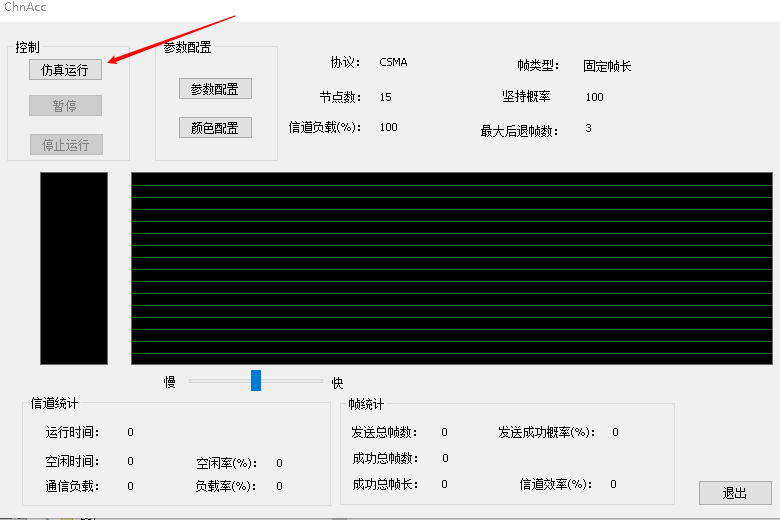 ChnAcc
控制
仿真运行
暂停
停止运行
参数配置
参数配置
颜色配置
协议: CSMA
节点数: 15
信道负载(%): 100
帧类型: 固定帧长
坚持概率 100
最大后退帧数: 3
慢
快
信道统计
运行时间: 0
空闲时间: 0 空闲率(%): 0
通信负载: 0 负载率(%): 0
帧统计
发送总帧数: 0 发送成功概率(%): 0
成功总帧数: 0
成功总帧长: 0 信道效率(%): 0
退出